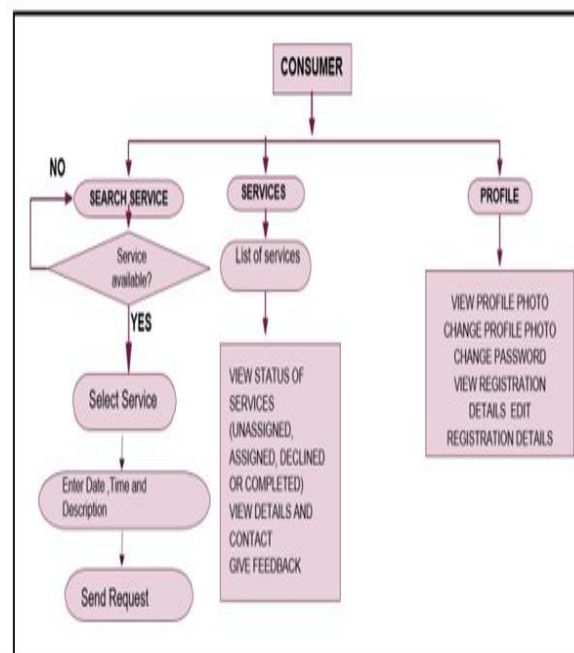 CONSUMER
NO
SEARCH SERVICE
SERVICES
PROFILE
Service
available?
List of services
YES
Select Service
Enter Date ,Time and
Description
Send Request
VIEW STATUS OF
SERVICES
(UNASSIGNED,
ASSIGNED, DECLINED
OR COMPLETED)
VIEW DETAILS AND
CONTACT
GIVE FEEDBACK
VIEW PROFILE PHOTO
CHANGE PROFILE PHOTO
CHANGE PASSWORD
VIEW REGISTRATION
DETAILS EDIT
REGISTRATION DETAILS